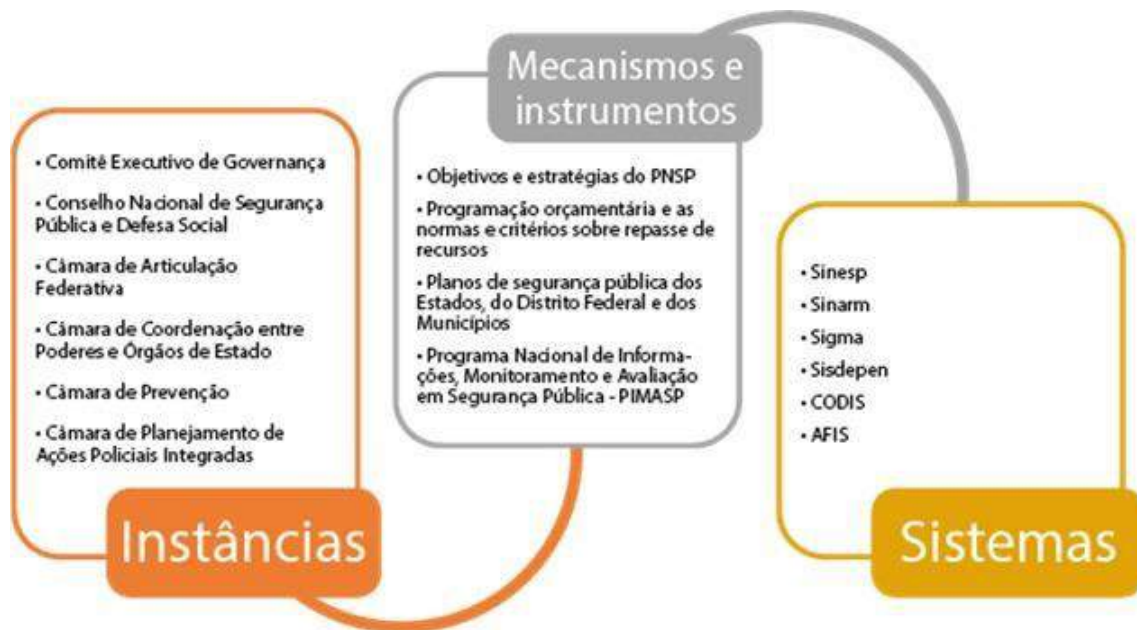 • Comitê Executivo de Governança
• Conselho Nacional de Segurança
Pública e Defesa Social
• Câmara de Articulação
Federativa
• Câmara de Coordenação entre
Poderes e Órgãos de Estado
• Câmara de Prevenção
• Câmara de Planejamento de
Ações Policiais Integradas
Instâncias
Mecanismos e
instrumentos
• Objetivos e estratégias do PNSP
• Programação orçamentária e as
normas e critérios sobre repasse de
recursos
• Planos de segurança pública dos
Estados, do Distrito Federal e dos
Municípios
• Programa Nacional de Informa-
ções, Monitoramento e Avaliação
em Segurança Pública - PIMASP
• Sinesp
• Sinarm
• Sigma
• Sisdepen
• CODIS
• AFIS
Sistemas